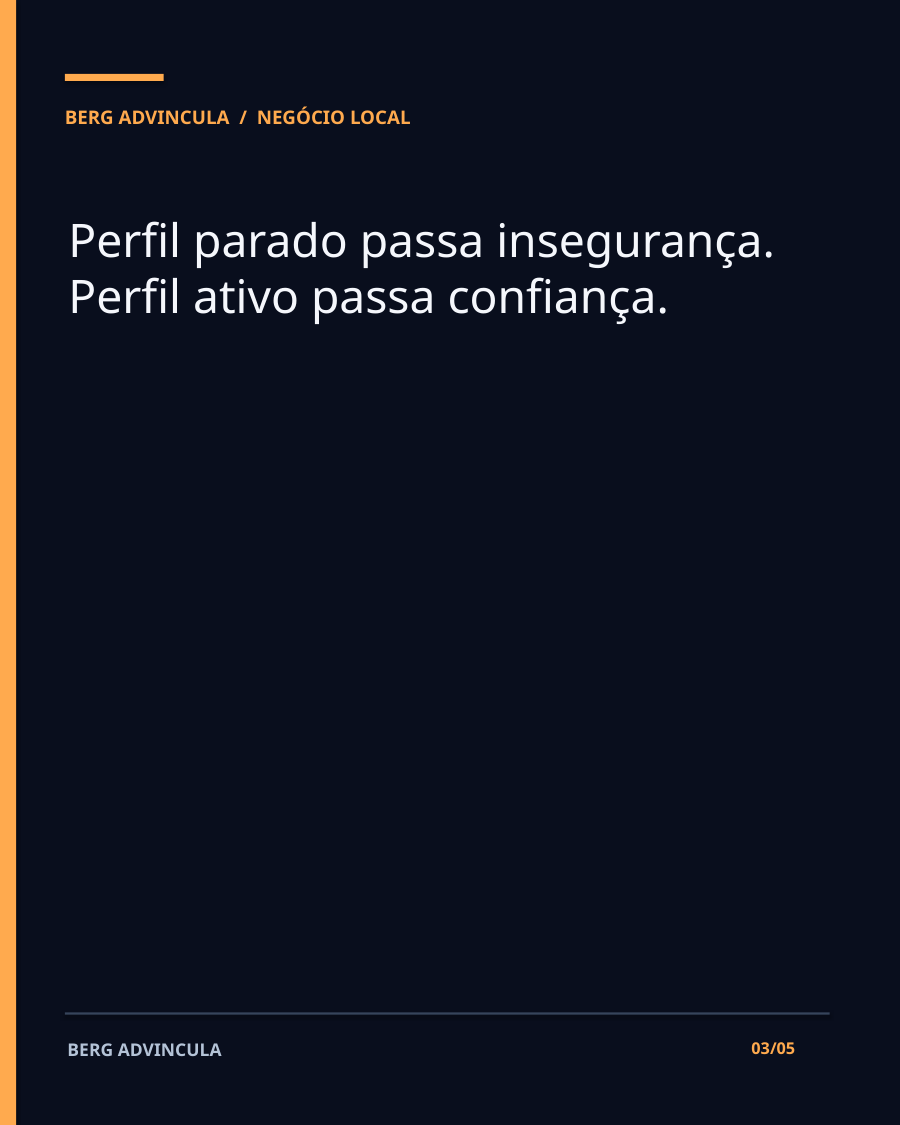 BERG ADVINCULA / NEGÓCIO LOCAL
Perfil parado passa insegurança.
Perfil ativo passa confiança.
BERG ADVINCULA
03/05